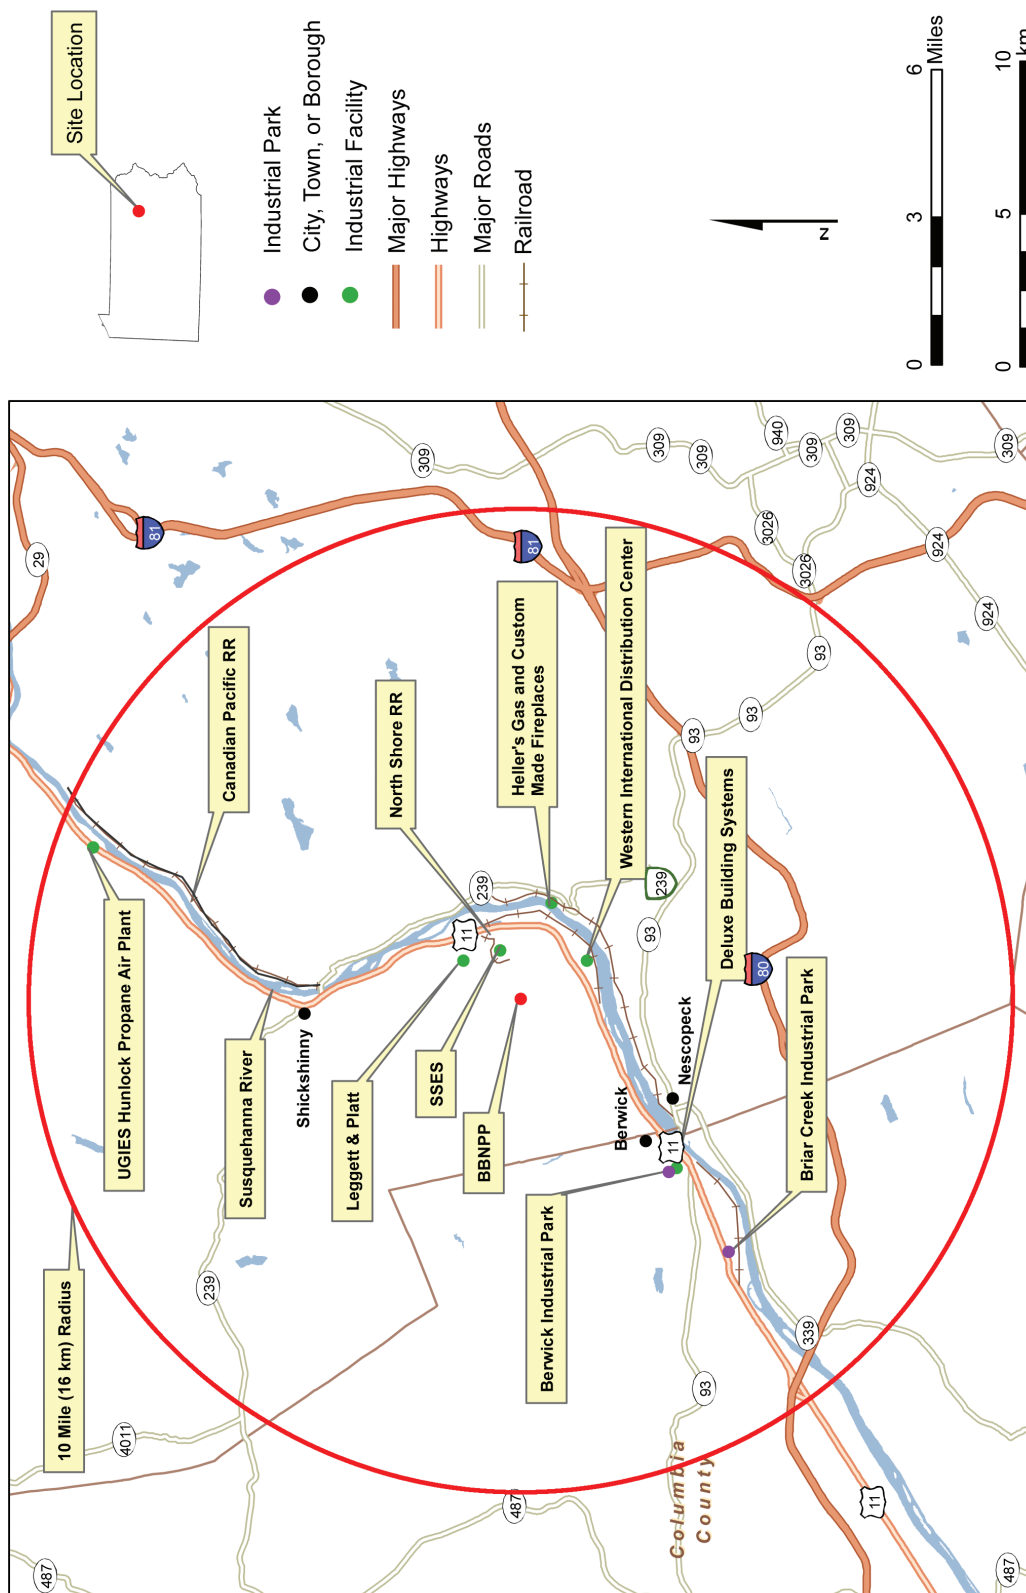 10 Mile (16 km) Radius
UGIES Hunlock Propane Air Plant
Canadian Pacific RR
Susquehanna River
Shickshinny
Leggett & Platt
North Shore RR
SSES
BBNPP
Heller's Gas and Custom
Made Fireplaces
Western International Distribution Center
Berwick Industrial Park
Berwick
Nescopeck
Deluxe Building Systems
Briar Creek Industrial Park
Columbia
County
487
4011
239
29
81
309
239
11
487
81
309
309
239
93
11
93
93
93
93
80
339
3026
3026
940
309
309
924
924
924
309
11
487
Site Location
Industrial Park
City, Town, or Borough
Industrial Facility
Major Highways
Highways
Major Roads
Railroad
N
0
3
6
Miles
0
5
10
km